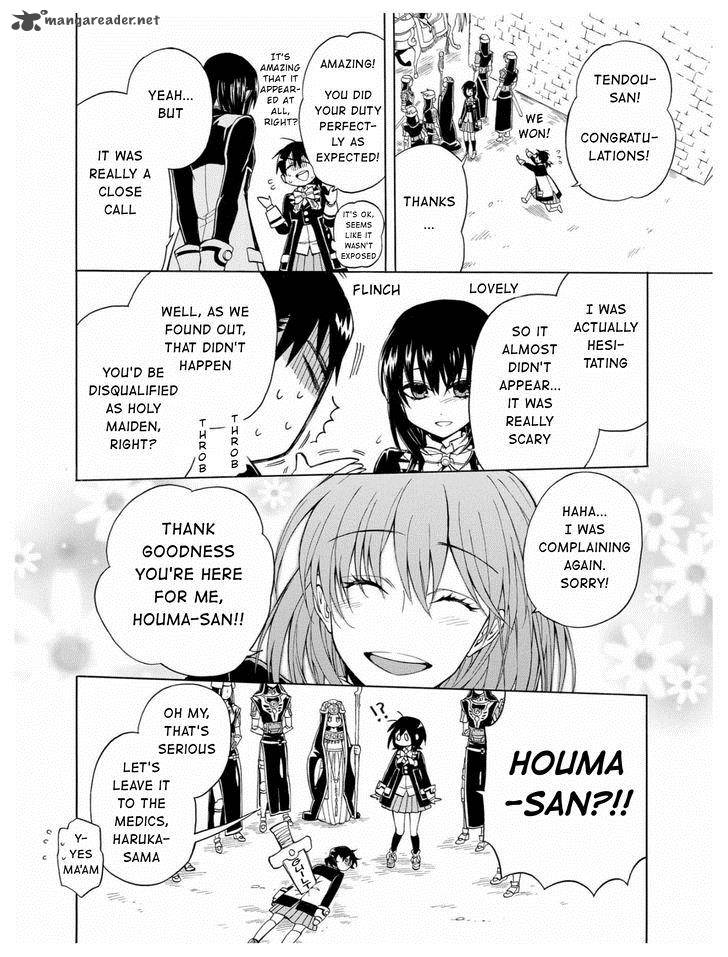 mangareader.net
TENDOU-
SAN!
CONGRATU-
LATIONS!
WE
WON!
THANKS
...
AMAZING!
YOU DID
YOUR DUTY
PERFECT-
LY AS
EXPECTED!
IT'S
AMAZING
THAT IT
APPEAR-
ED AT
ALL,
RIGHT?
IT'S OK,
SEEMS
LIKE IT
WASN'T
EXPOSED
YEAH...
BUT
IT WAS
REALLY A
CLOSE
CALL
I WAS
ACTUALLY
HESI-
TATING
SO IT
ALMOST
DIDN'T
APPEAR...
IT WAS
REALLY
SCARY
LOVELY
FLINCH
WELL, AS WE
FOUND OUT,
THAT DIDN'T
HAPPEN
YOU'D BE
DISQUALIFIED
AS HOLY
MAIDEN,
RIGHT?
THROB
THROB
HAHA...
I WAS
COMPLAINING
AGAIN.
SORRY!
THANK
GOODNESS
YOU'RE HERE
FOR ME,
HOUMA-SAN!!
HOUMA
-SAN?!!
!?
OH MY,
THAT'S
SERIOUS
LET'S
LEAVE IT
TO THE
MEDICS,
HARUKA-
SAMA
Y-
YES
MA'AM
GUILT